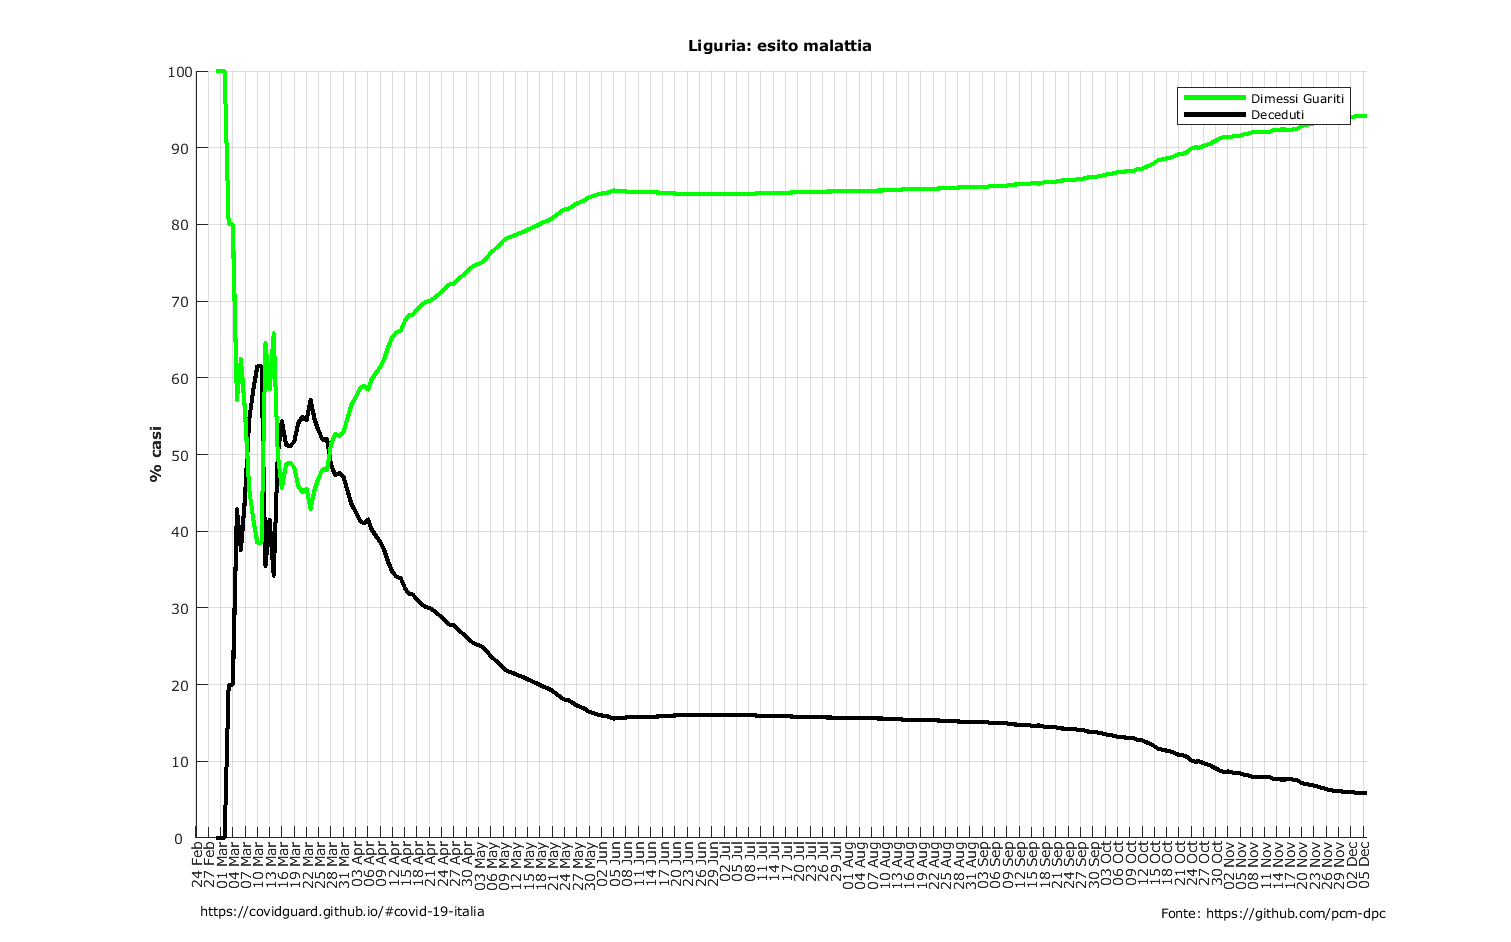 Liguria: esito malattia
100
90
80
70
60
50
40
30
20
10
0
% casi
Dimessi Guariti
Deceduti
24 Feb
27 Feb
01 Mar
04 Mar
07 Mar
10 Mar
13 Mar
16 Mar
19 Mar
22 Mar
25 Mar
28 Mar
31 Mar
03 Apr
06 Apr
09 Apr
12 Apr
15 Apr
18 Apr
21 Apr
24 Apr
27 Apr
30 Apr
03 May
06 May
09 May
12 May
15 May
18 May
21 May
24 May
27 May
30 May
02 Jun
05 Jun
08 Jun
11 Jun
14 Jun
17 Jun
20 Jun
23 Jun
26 Jun
29 Jun
02 Jul
05 Jul
08 Jul
11 Jul
14 Jul
17 Jul
20 Jul
23 Jul
26 Jul
29 Jul
01 Aug
04 Aug
07 Aug
10 Aug
13 Aug
16 Aug
19 Aug
22 Aug
25 Aug
28 Aug
31 Aug
03 Sep
06 Sep
09 Sep
12 Sep
15 Sep
18 Sep
21 Sep
24 Sep
27 Sep
30 Sep
03 Oct
06 Oct
09 Oct
12 Oct
15 Oct
18 Oct
21 Oct
24 Oct
27 Oct
30 Oct
02 Nov
05 Nov
08 Nov
11 Nov
14 Nov
17 Nov
20 Nov
23 Nov
26 Nov
29 Nov
02 Dec
05 Dec
https://covidguard.github.io/#covid-19-italia
Fonte: https://github.com/pcm-dpc